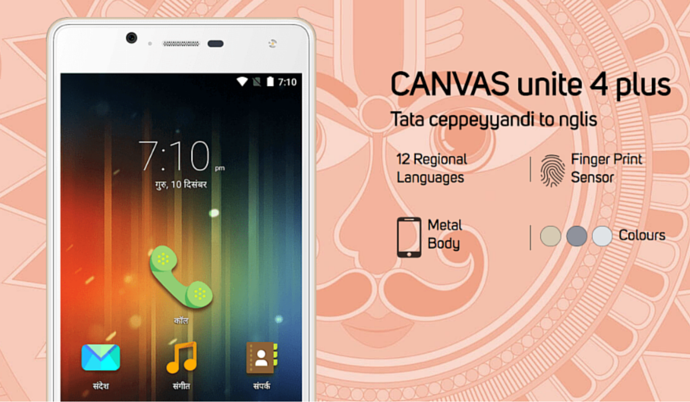 7:10
7:10 pm
गुरु, 10 दिसंबर
कॉल
संदेश
संगीत
संपर्क
CANVAS unite 4 plus
Tata ceppeyyandi to nglis
12 Regional
Languages
Finger Print
Sensor
Metal
Body
Colours